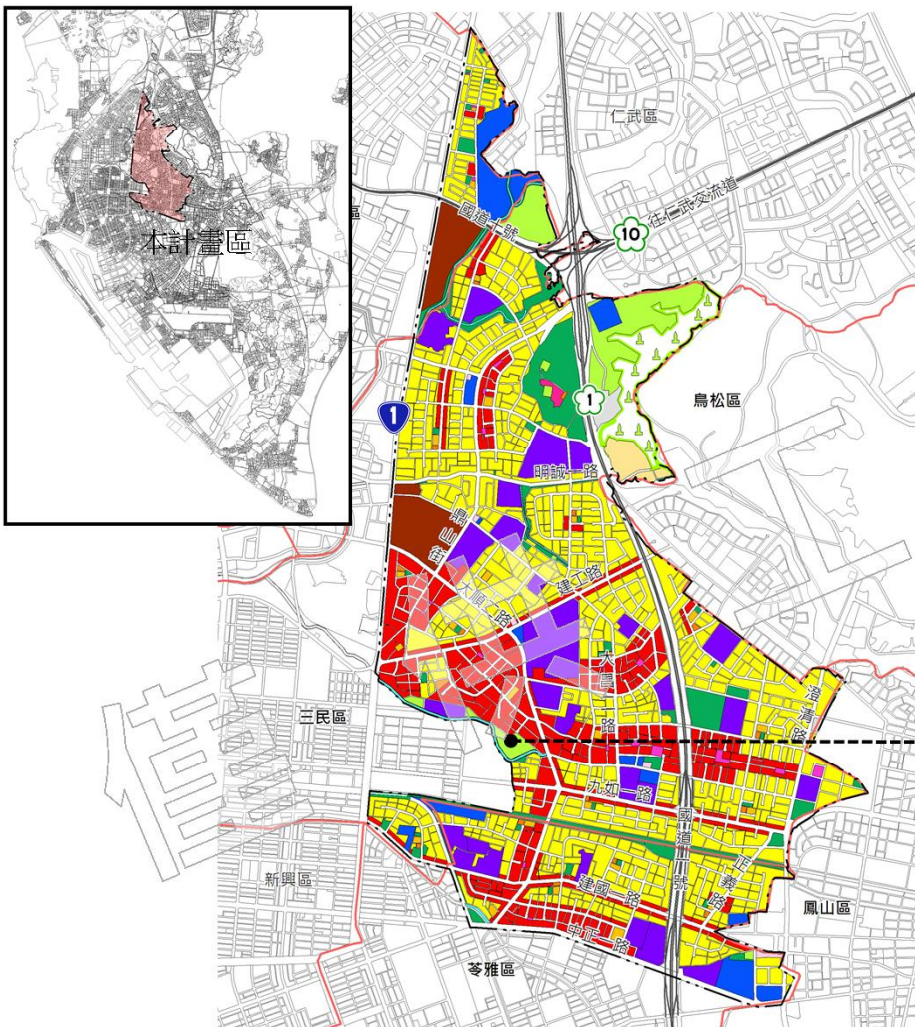 本計畫區
仁武區
區
國道十號
往仁武交流道
10
鳥松區
1
1
明誠一路
鼎山街
大順二路
建工路
大昌二路
澄清路
三民區
九如一路
國道一號
正義路
新興區
建國一路
鳳山區
中正一路
苓雅區